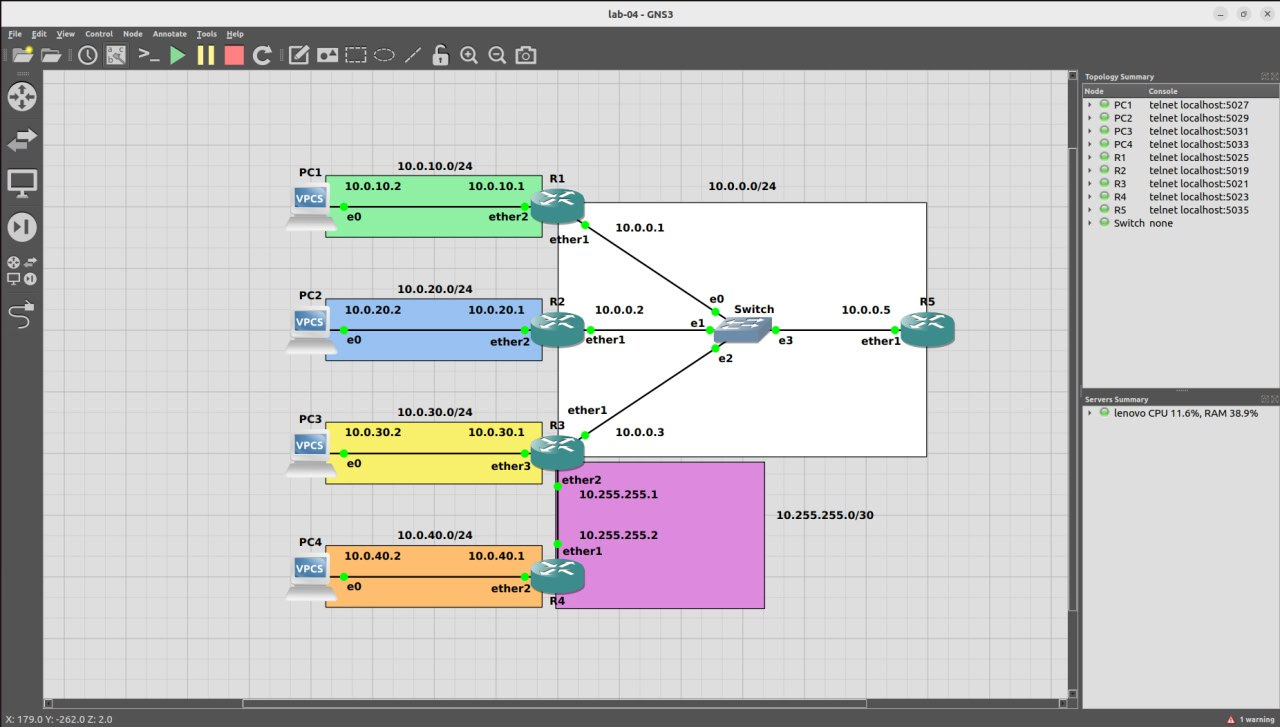 lab-04 - GNS3
File Edit View Control Node Annotate Tools Help
Topology Summary
Node Console
PC1 telnet localhost:5027
PC2 telnet localhost:5029
PC3 telnet localhost:5031
PC4 telnet localhost:5033
R1 telnet localhost:5025
R2 telnet localhost:5019
R3 telnet localhost:5021
R4 telnet localhost:5023
R5 telnet localhost:5035
Switch none
Servers Summary
lenovo CPU 11.6%, RAM 38.9%
10.0.10.0/24
PC1
R1
VPCS
10.0.10.2 10.0.10.1
e0 ether2
ether1
10.0.0.1
10.0.0.0/24
10.0.20.0/24
PC2
R2
VPCS
10.0.20.2 10.0.20.1
e0 ether2
10.0.0.2
ether1
e0
Switch
e1
e2
e3
10.0.0.5
R5
ether1
10.0.30.0/24
PC3
R3
VPCS
10.0.30.2 10.0.30.1
e0 ether3
ether1
10.0.0.3
ether2
10.255.255.1
10.255.255.0/30
10.255.255.2
ether1
10.0.40.0/24
PC4
VPCS
10.0.40.2 10.0.40.1
e0 ether2
R4
X: 179.0 Y: -262.0 Z: 2.0
1 warning